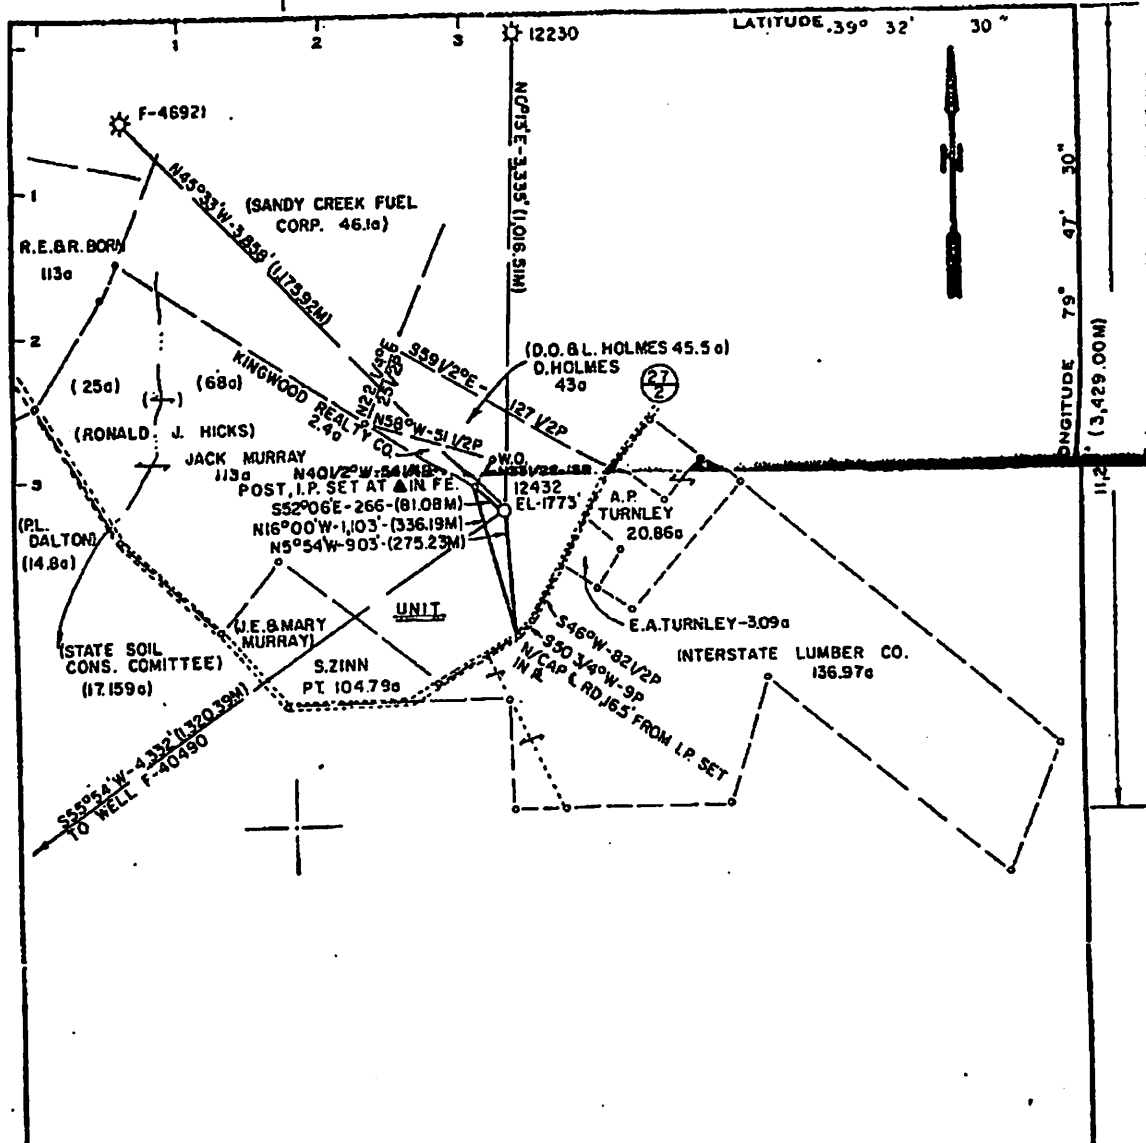 LATITUDE 39° 32' 30"
1
2
3
12230
F-46921
N45°33'W-3,858' (1,175.92M)
(SANDY CREEK FUEL
CORP. 46.1a)
3,335' (1,016.51M)
1
R.E.&R. BORN
113a
LONGITUDE 79° 47' 30"
(3,429.00M)
2
S59 1/2°E-
127 1/2P
(D.O.&L. HOLMES 45.5a)
D. HOLMES
43a
27
2
KINGWOOD REALTY CO.
2.4a
(25a)
(68a)
N58°W-51 1/2P
(RONALD J. HICKS)
JACK MURRAY
113a
W.O.
3
N40 1/2°W-
POST, I.P. SET AT ▲ IN FE.
12432
EL-1773'
S52°06'E-266-(81.08M)
N16°00'W-1,103'-(336.19M)
N5°54'W-903'-(275.23M)
A.P.
TURNLEY
20.86a
(P.L.
DALTON)
(14.8a)
UNIT
(J.E.&MARY
MURRAY)
E.A.TURNLEY-3.09a
(STATE SOIL
CONS. COMITTEE)
(17.159a)
S.ZINN
PT. 104.79a
S46°W-82 1/2P
S50 3/4°W-9P
N/CAP & RD,16.5' FROM I.P. SET
IN
INTERSTATE LUMBER CO.
136.97a
S55°54'W-4,332'(1,320.39M)
TO WELL F-40490